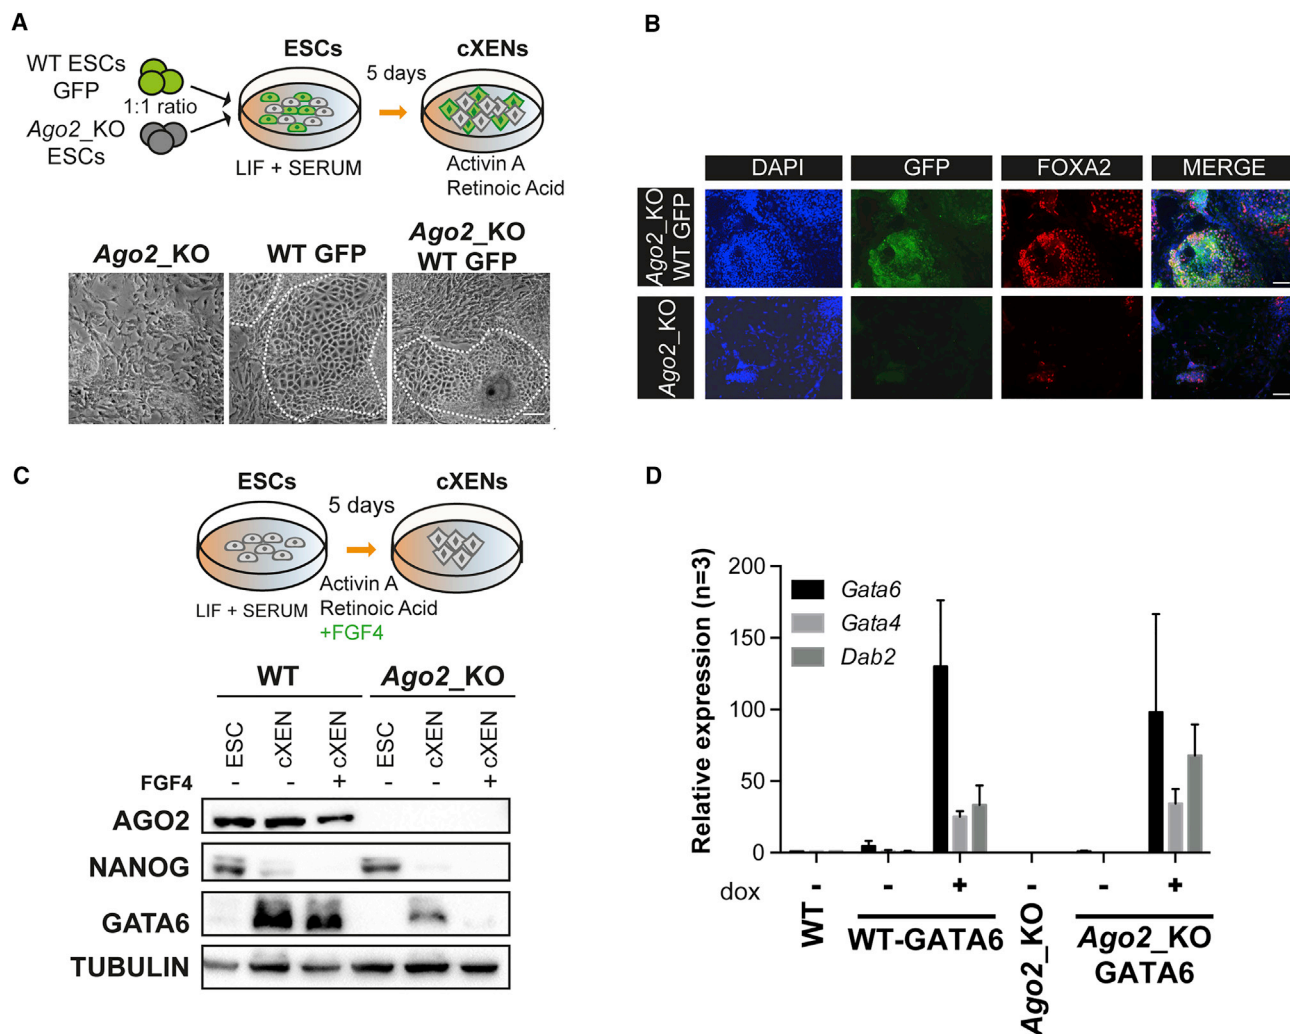 A
WT ESCs
GFP
1:1 ratio
Ago2_KO
ESCs
ESCs
5 days
cXENs
LIF + SERUM
Activin A
Retinoic Acid
Ago2_KO
WT GFP
Ago2_KO
WT GFP
B
DAPI
GFP
FOXA2
MERGE
Ago2_KO
WT GFP
Ago2_KO
C
ESCs
5 days
cXENs
LIF + SERUM
Activin A
Retinoic Acid
+FGF4
WT
Ago2_KO
ESC
cXEN
cXEN
ESC
cXEN
cXEN
FGF4 - - + - - +
AGO2
NANOG
GATA6
TUBULIN
D
Relative expression (n=3)
200
150
100
50
0
Gata6
Gata4
Dab2
dox - - + - - +
WT
WT-GATA6
Ago2_KO
Ago2_KO
GATA6